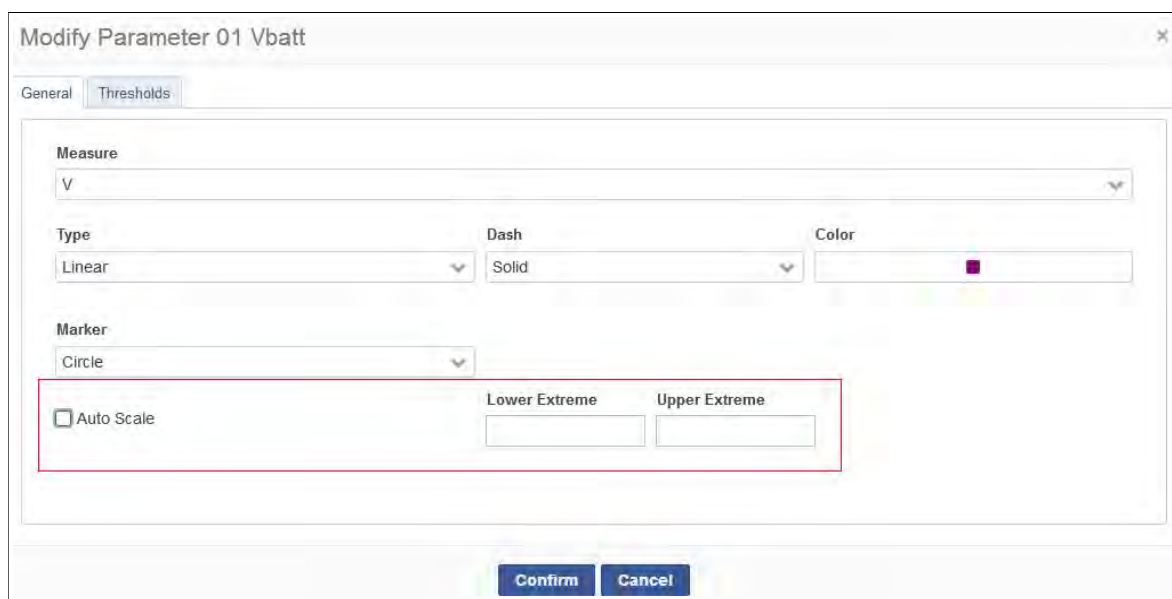 Modify Parameter 01 Vbatt
General Thresholds
Measure
V
Type Dash Color
Linear Solid
Marker
Circle
Auto Scale Lower Extreme Upper Extreme
Confirm Cancel